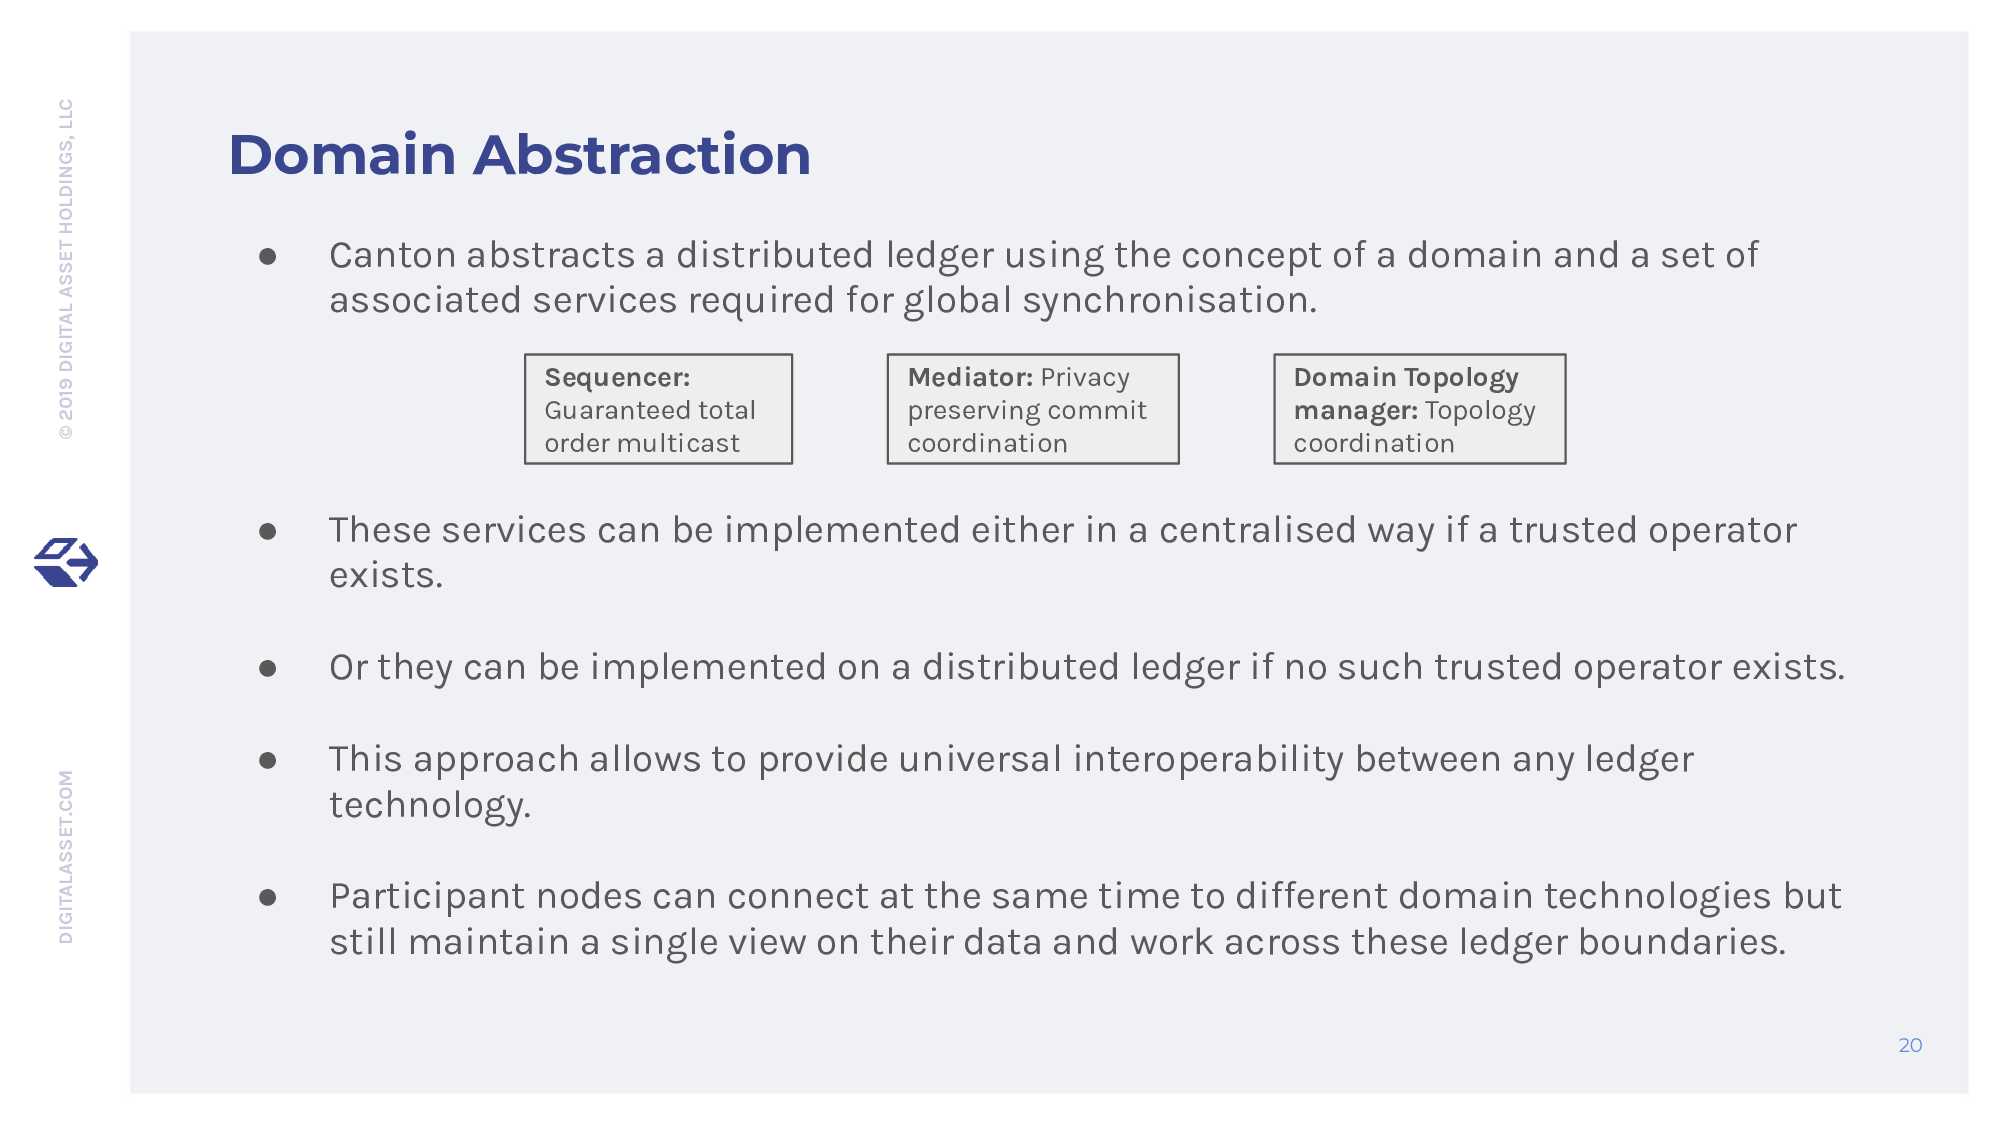 © 2019 DIGITAL ASSET HOLDINGS, LLC
DIGITALASSET.COM
Domain Abstraction
● Canton abstracts a distributed ledger using the concept of a domain and a set of
associated services required for global synchronisation.
Sequencer:
Guaranteed total
order multicast
Mediator: Privacy
preserving commit
coordination
Domain Topology
manager: Topology
coordination
● These services can be implemented either in a centralised way if a trusted operator
exists.
● Or they can be implemented on a distributed ledger if no such trusted operator exists.
● This approach allows to provide universal interoperability between any ledger
technology.
● Participant nodes can connect at the same time to different domain technologies but
still maintain a single view on their data and work across these ledger boundaries.
20